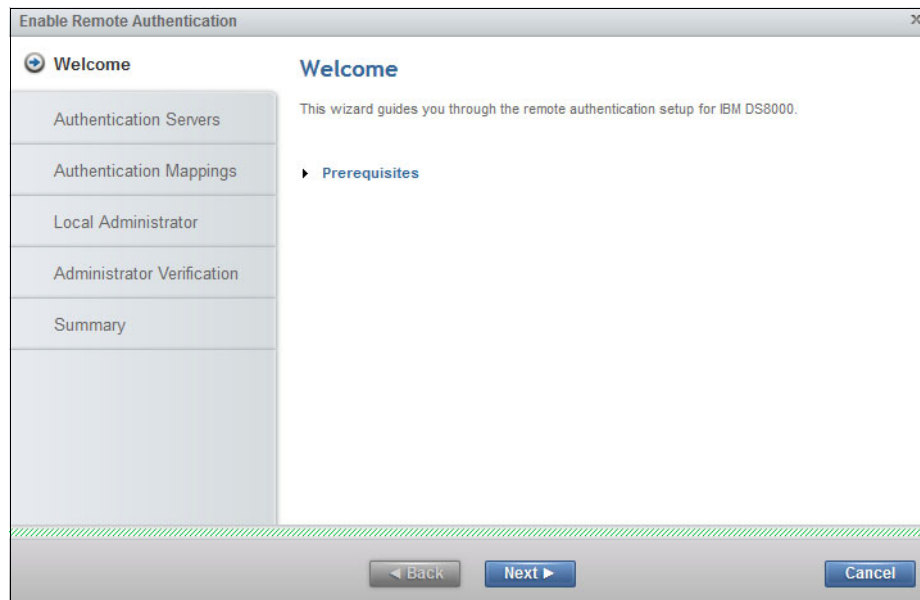 Enable Remote Authentication
Welcome
Authentication Servers
Authentication Mappings
Local Administrator
Administrator Verification
Summary
Welcome
This wizard guides you through the remote authentication setup for IBM DS8000.
Prerequisites
Back
Next
Cancel